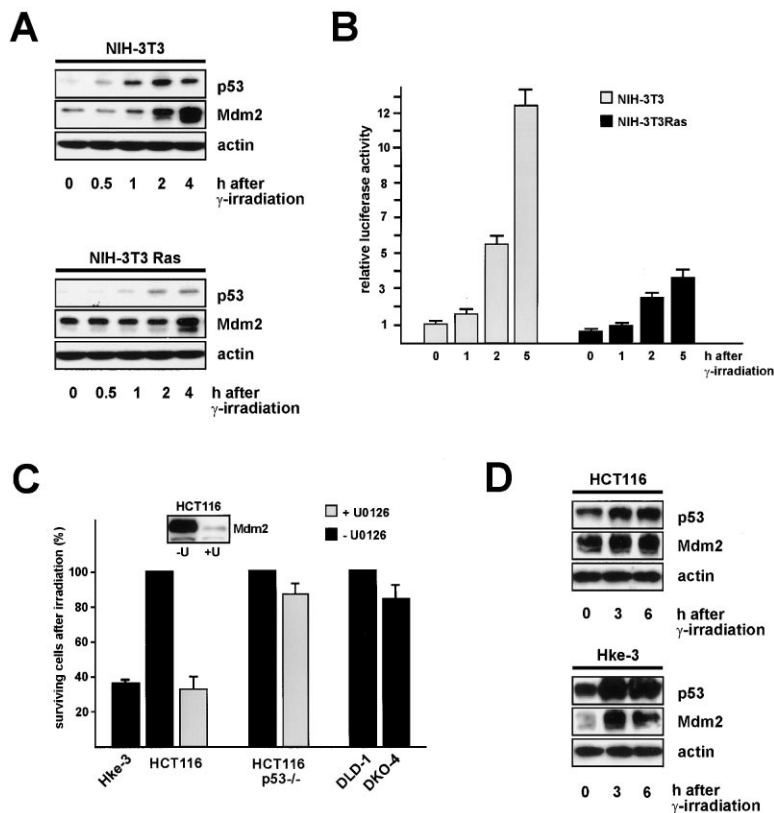 A
NIH-3T3
p53
Mdm2
actin
0 0.5 1 2 4 h after
γ-irradiation
NIH-3T3 Ras
p53
Mdm2
actin
0 0.5 1 2 4 h after
γ-irradiation
B
relative luciferase activity
12
9
7
5
3
1
NIH-3T3
NIH-3T3Ras
0 1 2 5 0 1 2 5 h after
γ-irradiation
C
surviving cells after irradiation (%)
100
80
60
40
20
HCT116
Mdm2
-U +U
+ U0126
- U0126
Hke-3 HCT116 HCT116 DLD-1 DKO-4
p53-/-
D
HCT116
p53
Mdm2
actin
0 3 6 h after
γ-irradiation
Hke-3
p53
Mdm2
actin
0 3 6 h after
γ-irradiation